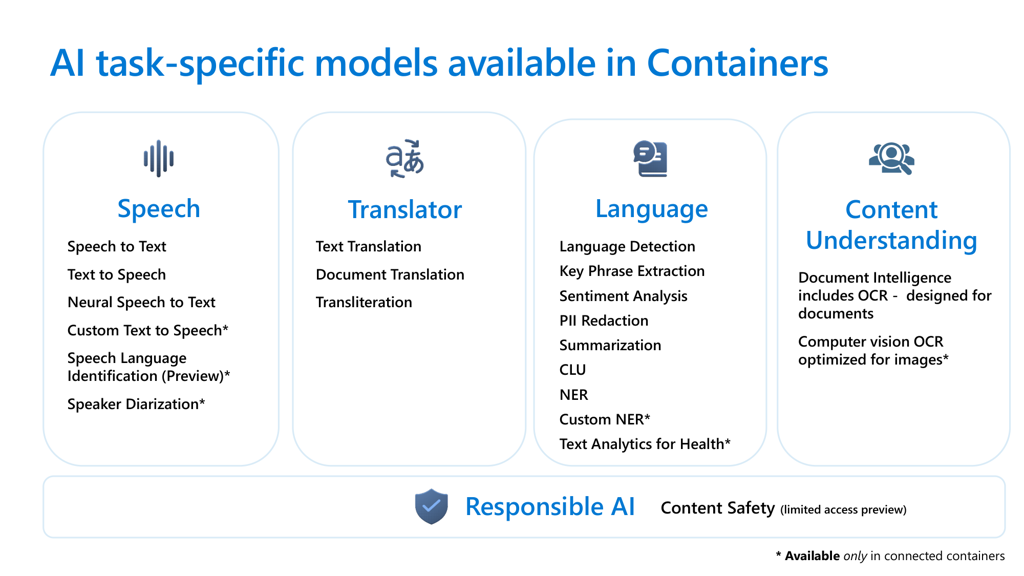 AI task-specific models available in Containers
Speech
Speech to Text
Text to Speech
Neural Speech to Text
Custom Text to Speech*
Speech Language
Identification (Preview)*
Speaker Diarization*
aあ
Translator
Text Translation
Document Translation
Transliteration
Language
Language Detection
Key Phrase Extraction
Sentiment Analysis
PII Redaction
Summarization
CLU
NER
Custom NER*
Text Analytics for Health*
Content
Understanding
Document Intelligence
includes OCR - designed for
documents
Computer vision OCR
optimized for images*
Responsible AI Content Safety (limited access preview)
* Available only in connected containers